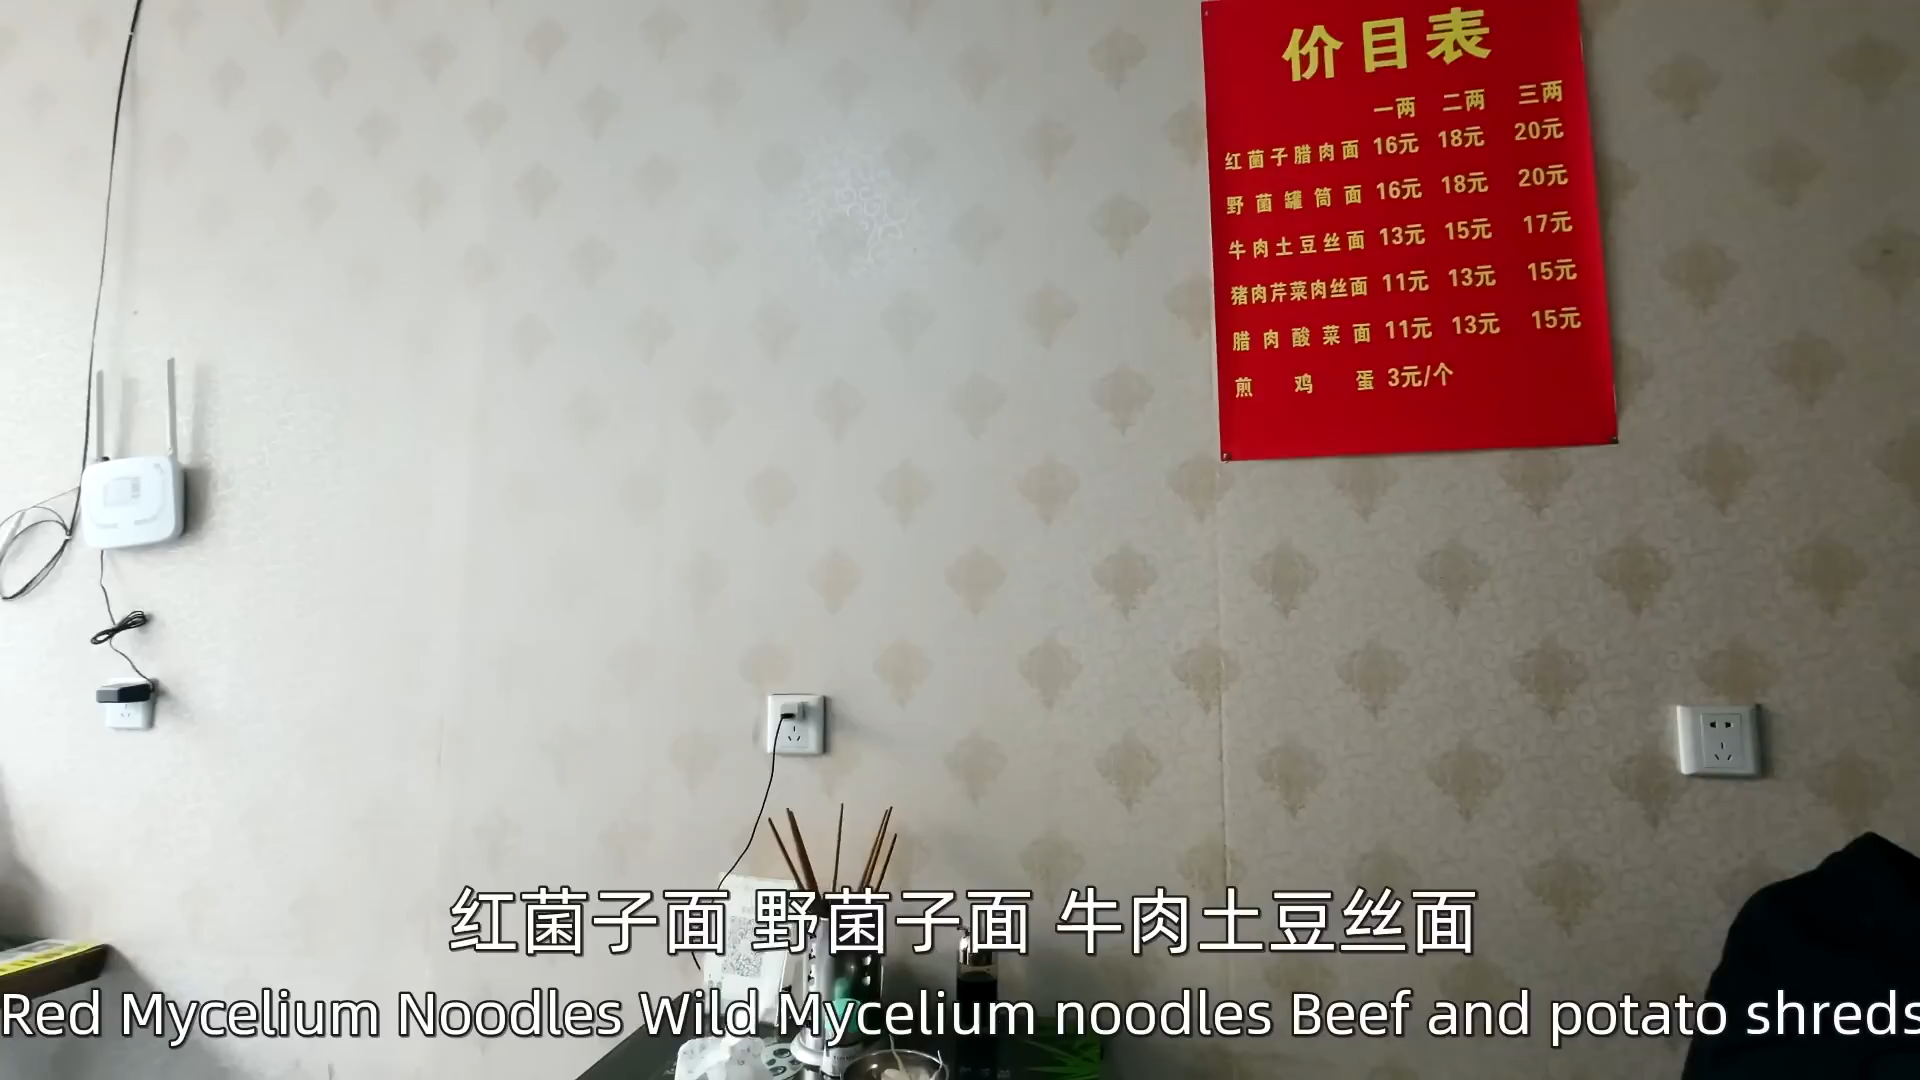 价目表
一两 二两 三两
红菌子腊肉面 16元 18元 20元
野菌罐筒面 16元 18元 20元
牛肉土豆丝面 13元 15元 17元
猪肉芹菜肉丝面 11元 13元 15元
腊肉酸菜面 11元 13元 15元
煎鸡蛋 3元/个
红菌子面 野菌子面 牛肉土豆丝面
Red Mycelium Noodles Wild Mycelium noodles Beef and potato shreds